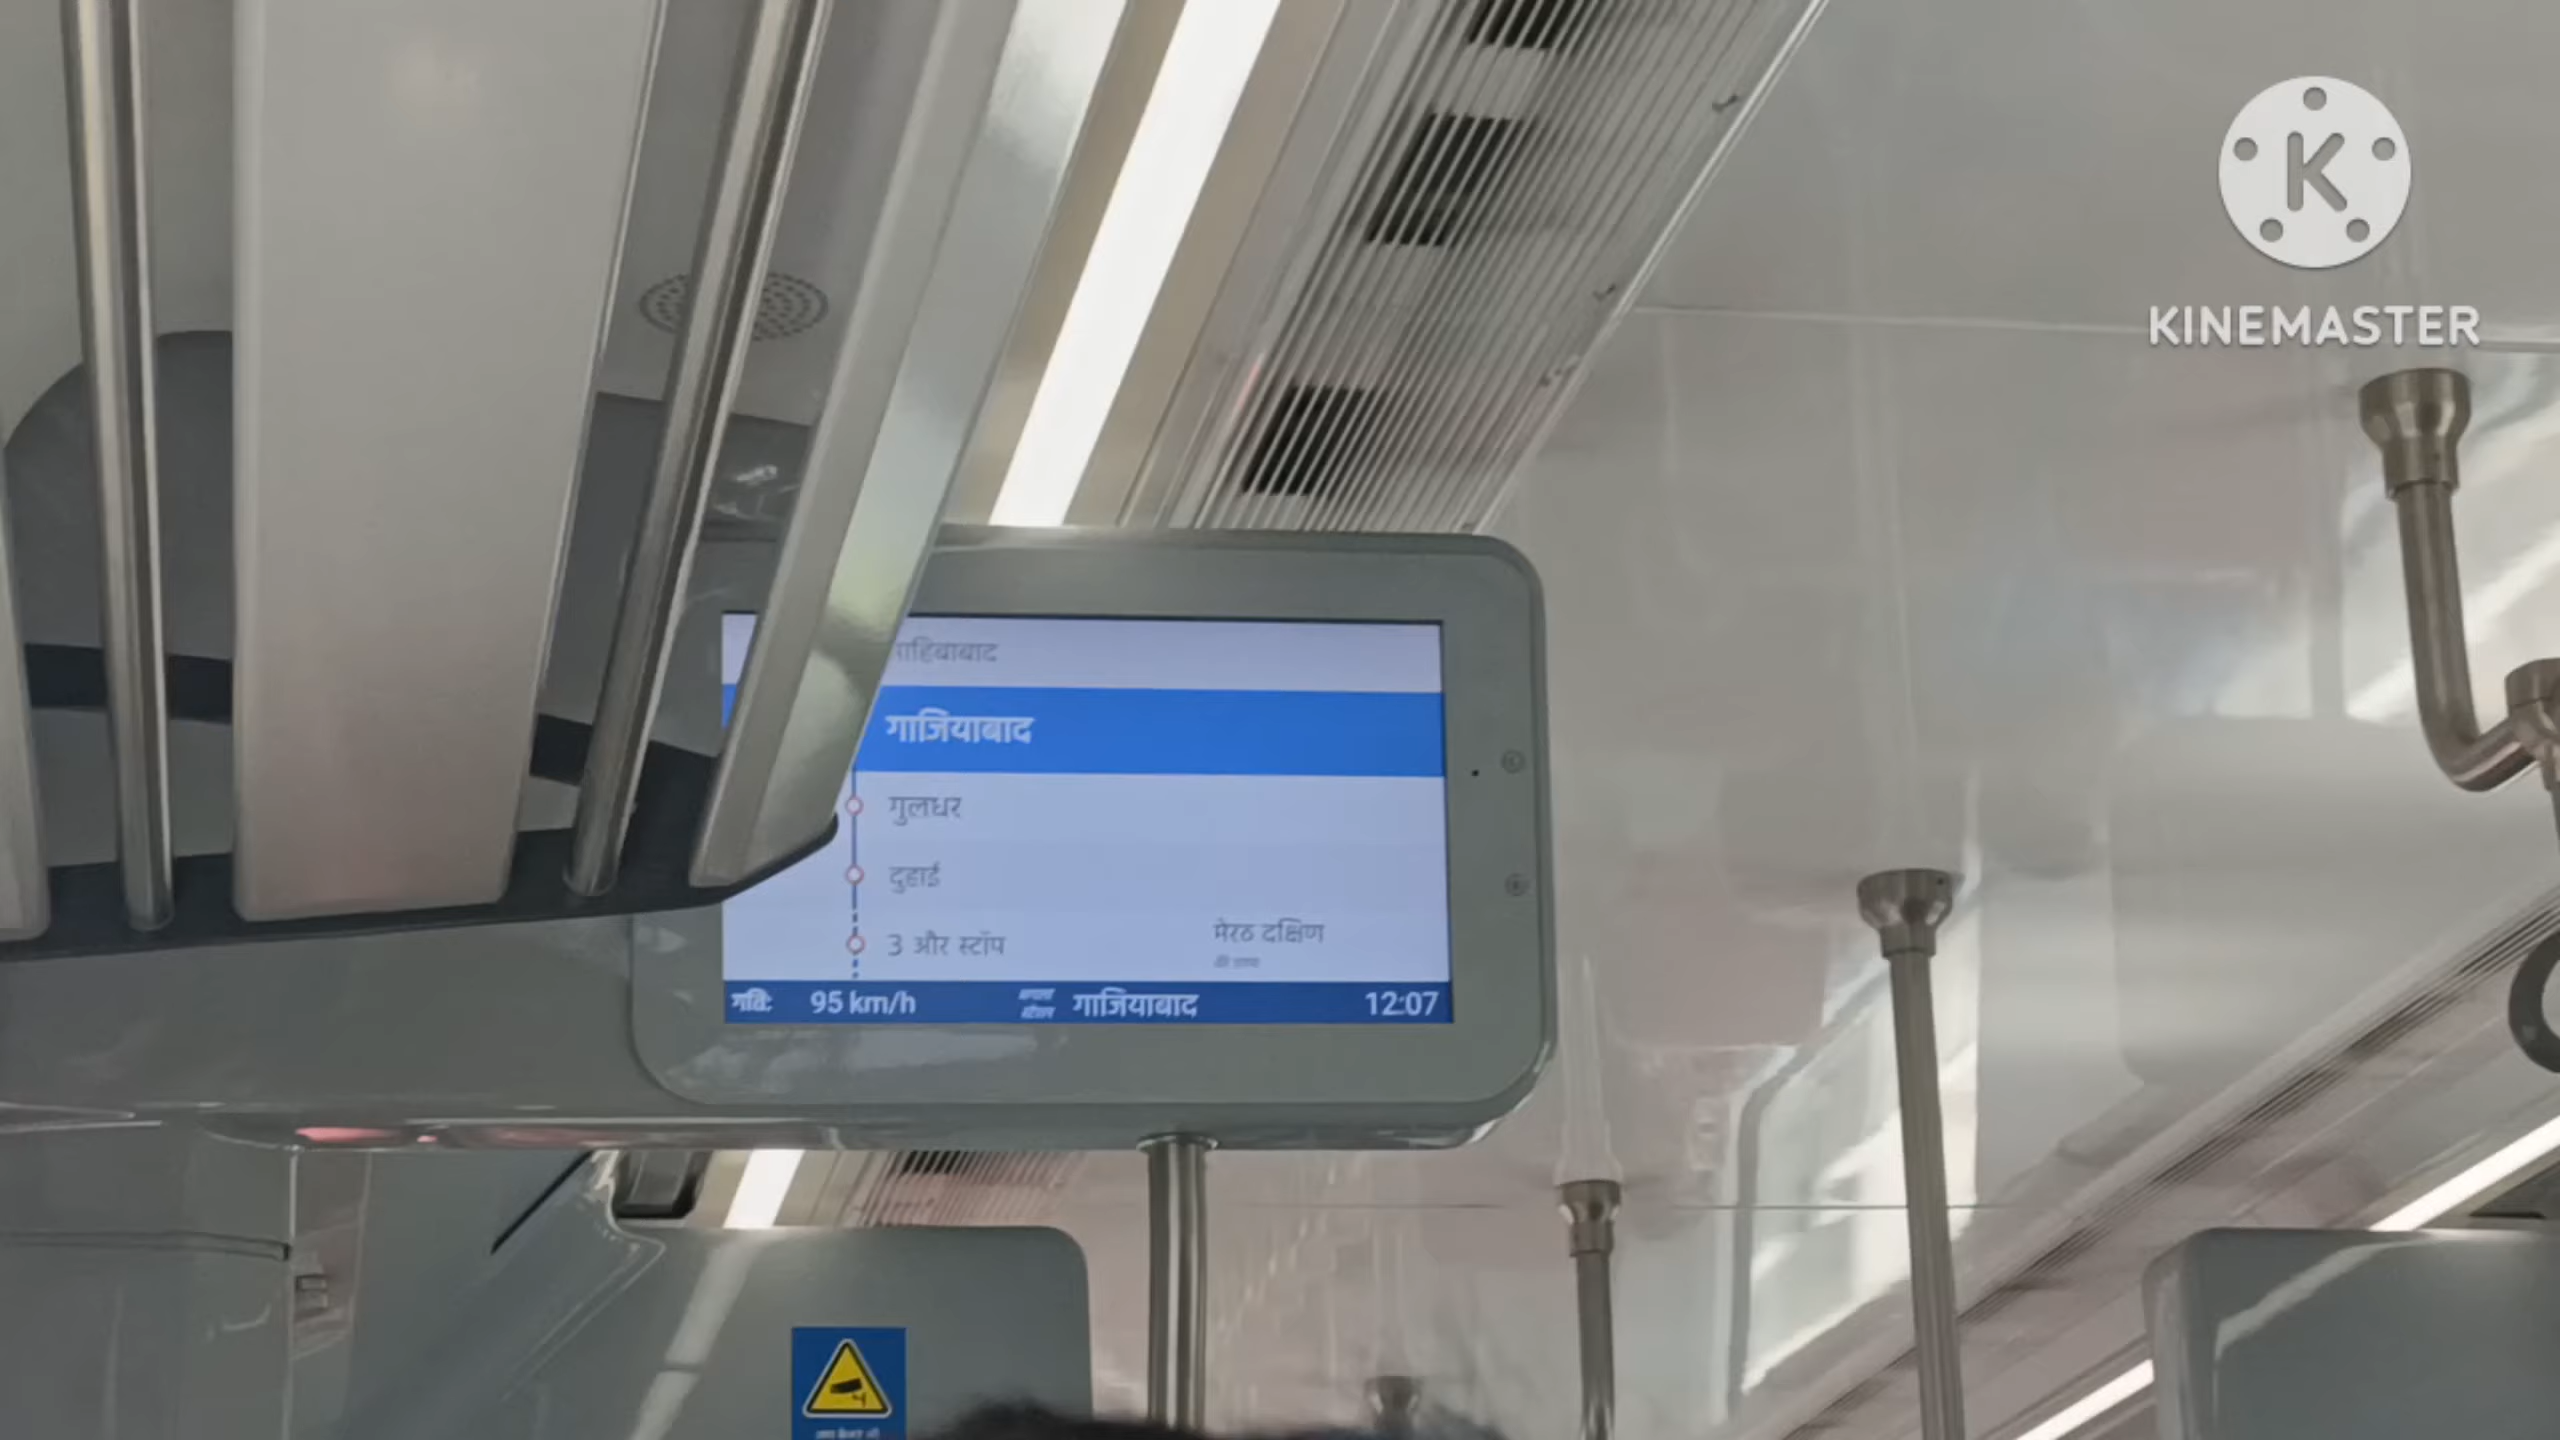 K
KINEMASTER
गाजियाबाद
गुलधर
दुहाई
3 और स्टॉप
मेरठ दक्षिण
गति: 95 km/h
गाजियाबाद
12:07